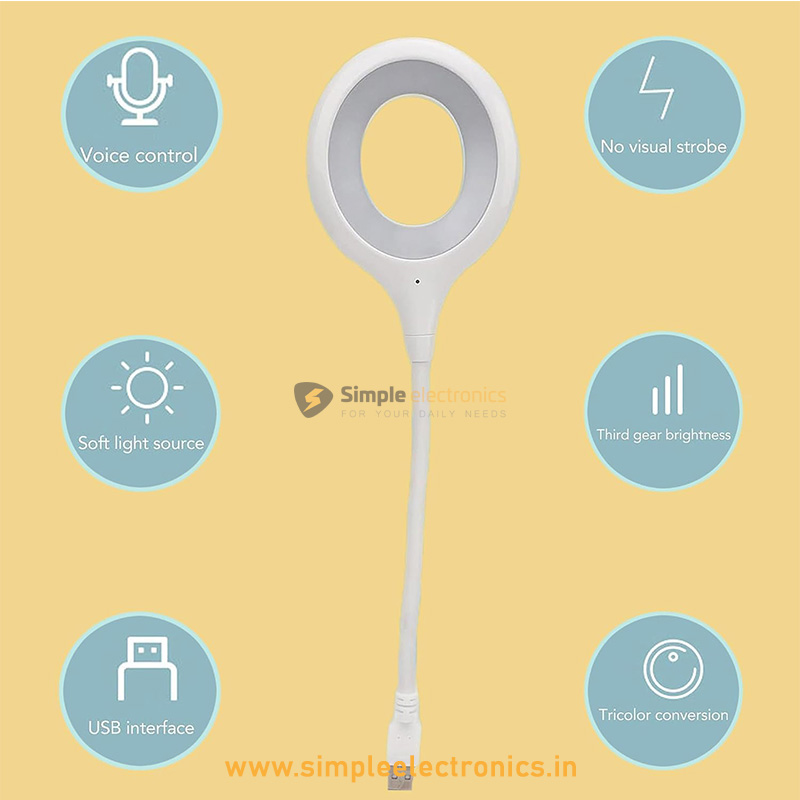 Voice control
No visual strobe
Simple electronics
FOR YOUR DAILY NEEDS
Soft light source
Third gear brightness
USB interface
Tricolor conversion
www.simpleelectronics.in